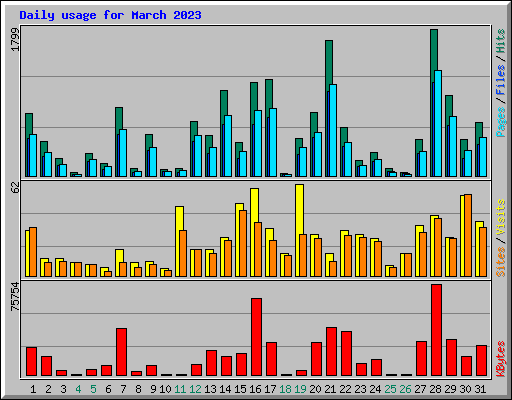 Daily usage for March 2023
1799
Pages / Files / Hits
62
Sites / Visits
75754
KBytes
1 2 3 4 5 6 7 8 9 10 11 12 13 14 15 16 17 18 19 20 21 22 23 24 25 26 27 28 29 30 31